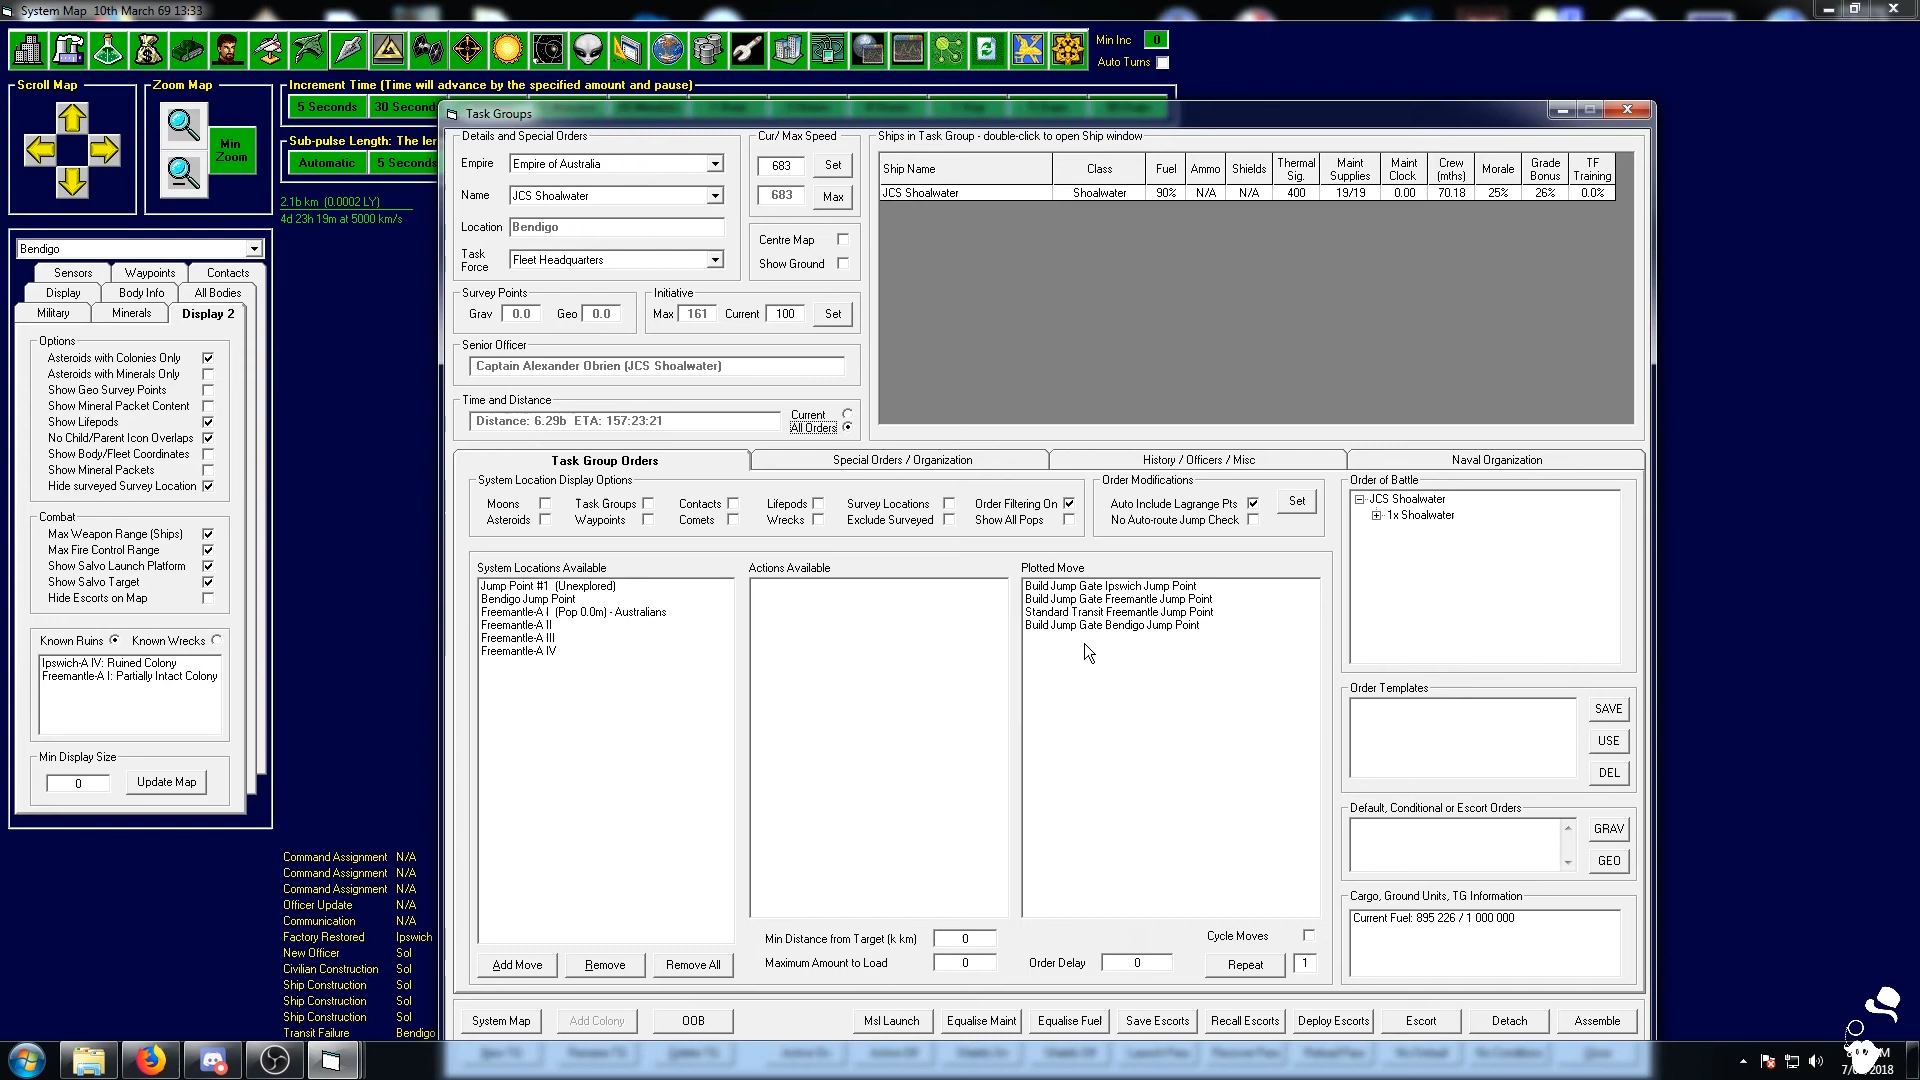 System Map   10th March 69 13:33
Min Inc 0
Auto Turns
Scroll Map
Zoom Map
Min Zoom
Increment Time (Time will advance by the specified amount and pause)
5 Seconds
Sub-pulse Length:
Automatic
5 Seconds
2.1b km (0.0002 LY)
4d 23h 19m at 5000 km/s
Bendigo
Sensors
Waypoints
Contacts
Display
Body Info
All Bodies
Military
Minerals
Display 2
Options
Asteroids with Colonies Only
Asteroids with Minerals Only
Show Geo Survey Points
Show Mineral Packet Content
Show Lifepods
No Child/Parent Icon Overlaps
Show Body/Fleet Coordinates
Show Mineral Packets
Hide surveyed Survey Location
Combat
Max Weapon Range (Ships)
Max Fire Control Range
Show Salvo Launch Platform
Show Salvo Target
Hide Escorts on Map
Known Ruins
Known Wrecks
Ipswich-A IV: Ruined Colony
Freemantle-A I: Partially Intact Colony
Min Display Size
0
Update Map
Command Assignment N/A
Command Assignment N/A
Command Assignment N/A
Officer Update N/A
Communication N/A
Factory Restored Ipswich
New Officer Sol
Civilian Construction Sol
Ship Construction Sol
Ship Construction Sol
Ship Construction Sol
Transit Failure Bendigo
Task Groups
Details and Special Orders
Empire Empire of Australia
Name JCS Shoalwater
Location Bendigo
Task Force Fleet Headquarters
Cur/ Max Speed
683 Set
683 Max
Centre Map
Show Ground
Survey Points
Grav 0.0 Geo 0.0
Initiative
Max 161 Current 100 Set
Senior Officer
Captain Alexander Obrien (JCS Shoalwater)
Time and Distance
Distance: 6.29b ETA: 157:23:21
Current
All Orders
Ships in Task Group - double-click to open Ship window
Ship Name Class Fuel Ammo Shields Thermal Sig. Maint Supplies Maint Clock Crew (mths) Morale Grade Bonus TF Training
JCS Shoalwater Shoalwater 90% N/A N/A 400 19/19 0.00 70.18 25% 26% 0.0%
Task Group Orders
Special Orders / Organization
History / Officers / Misc
Naval Organization
System Location Display Options
Moons Task Groups Contacts Lifepods Survey Locations Order Filtering On
Asteroids Waypoints Comets Wrecks Exclude Surveyed Show All Pops
Order Modifications
Auto Include Lagrange Pts
No Auto-route Jump Check
Set
Order of Battle
JCS Shoalwater
1x Shoalwater
System Locations Available
Jump Point #1 (Unexplored)
Bendigo Jump Point
Freemantle-A I (Pop 0.0m) - Australians
Freemantle-A II
Freemantle-A III
Freemantle-A IV
Actions Available
Plotted Move
Build Jump Gate Ipswich Jump Point
Build Jump Gate Freemantle Jump Point
Standard Transit Freemantle Jump Point
Build Jump Gate Bendigo Jump Point
Order Templates
SAVE
USE
DEL
Default, Conditional or Escort Orders
GRAV
GEO
Cargo, Ground Units, TG Information
Current Fuel: 895 226 / 1 000 000
Min Distance from Target (k km) 0
Maximum Amount to Load 0
Order Delay 0
Cycle Moves
Repeat 1
Add Move
Remove
Remove All
System Map
Add Colony
OOB
Msl Launch
Equalise Maint
Equalise Fuel
Save Escorts
Recall Escorts
Deploy Escorts
Escort
Detach
Assemble